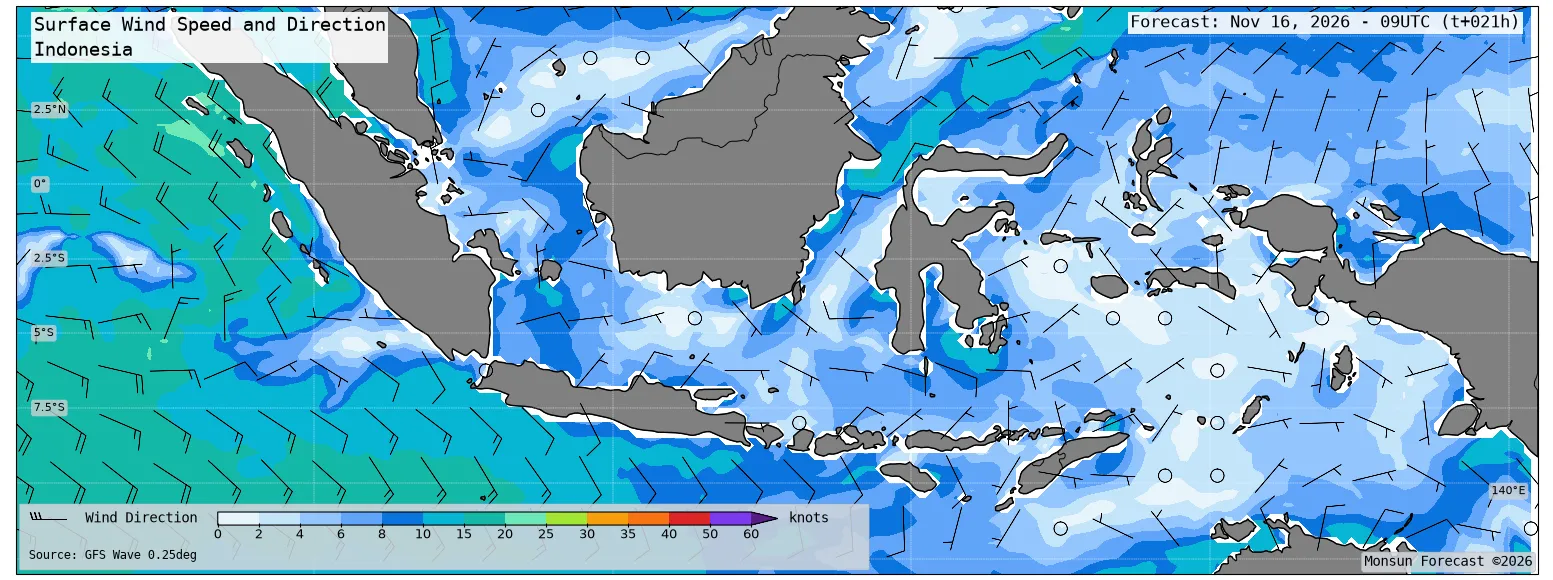 Surface Wind Speed and Direction
Indonesia
Forecast: Nov 16, 2026 - 09UTC (t+021h)
2.5°N
0°
2.5°S
5°S
7.5°S
140°E
Wind Direction
0 2 4 6 8 10 15 20 25 30 35 40 50 60
knots
Source: GFS Wave 0.25deg
Monsun Forecast ©2026